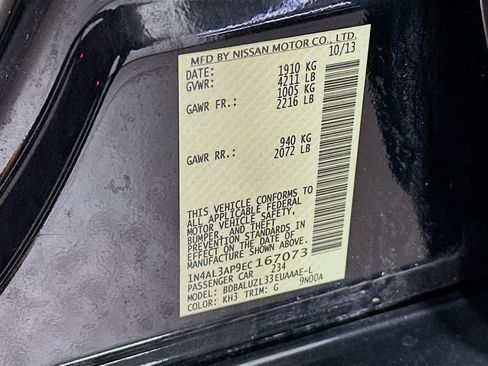 MFD BY NISSAN MOTOR CO., LTD.
10/13
DATE: 1910 KG
GVWR: 4211 LB
1005 KG
GAWR FR.: 2216 LB
940 KG
GAWR RR.: 2072 LB
THIS VEHICLE CONFORMS TO
ALL APPLICABLE FEDERAL
MOTOR VEHICLE SAFETY,
BUMPER, AND THEFT
PREVENTION STANDARDS IN
EFFECT ON THE DATE OF
MANUFACTURE SHOWN ABOVE.
1N4AL3AP9EC167073
PASSENGER CAR 234
MODEL: BDBALUZL33EUAAAE-L
COLOR: KH3 TRIM: G 9N00A